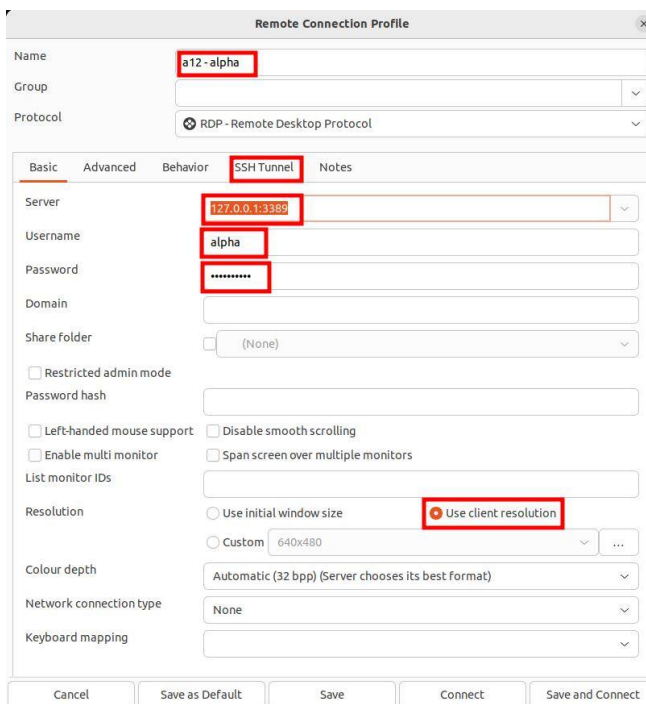 Remote Connection Profile
Name
a12 - alpha
Group
Protocol
RDP - Remote Desktop Protocol
Basic Advanced Behavior SSH Tunnel Notes
Server
127.0.0.1:3389
Username
alpha
Password
••••••••••
Domain
Share folder
(None)
Restricted admin mode
Password hash
Left-handed mouse support Disable smooth scrolling
Enable multi monitor Span screen over multiple monitors
List monitor IDs
Resolution
Use initial window size Use client resolution
Custom 640x480 ...
Colour depth
Automatic (32 bpp) (Server chooses its best format)
Network connection type
None
Keyboard mapping
Cancel Save as Default Save Connect Save and Connect